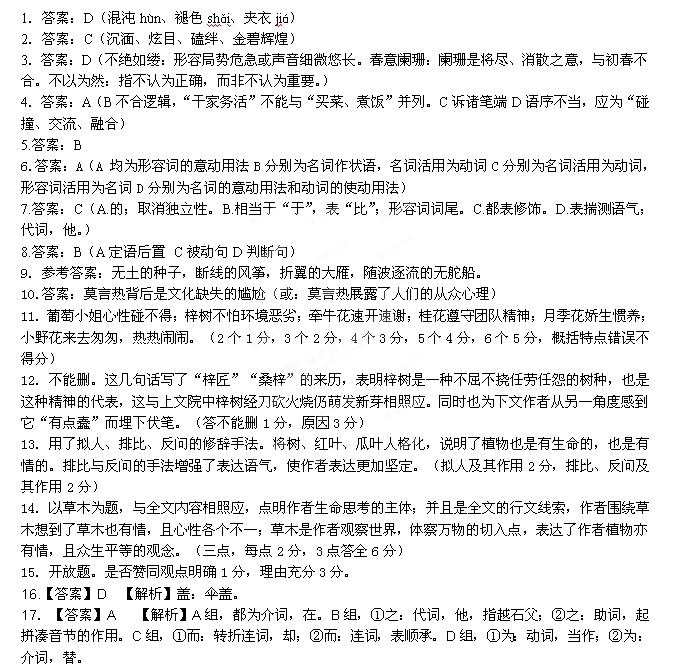 1. 答案：D（混沌 hùn、褪色 shǎi、夹衣 jiá）
2. 答案：C（沉湎、炫目、磕绊、金碧辉煌）
3. 答案：D（不绝如缕：形容局势危急或声音细微悠长。春意阑珊：阑珊是将尽、消散之意，与初春不
合。不以为然：指不认为正确，而非不认为重要。）
4. 答案：A（B 不合逻辑，“干家务活”不能与“买菜、煮饭”并列。C 诉诸笔端 D 语序不当，应为“碰
撞、交流、融合）
5.答案：B
6.答案：A（A 均为形容词的意动用法 B 分别为名词作状语，名词活用为动词 C 分别为名词活用为动词，
形容词活用为名词 D 分别为名词的意动用法和动词的使动用法）
7.答案：C（A.的；取消独立性。B.相当于“于”，表“比”；形容词词尾。C.都表修饰。D.表揣测语气；
代词，他。）
8.答案：B（A 定语后置 C 被动句 D 判断句）
9. 参考答案：无土的种子，断线的风筝，折翼的大雁，随波逐流的无舵船。
10.答案：莫言热背后是文化缺失的尴尬（或：莫言热展露了人们的从众心理）
11. 葡萄小姐心性碰不得；梓树不怕环境恶劣；牵牛花速开速谢；桂花遵守团队精神；月季花娇生惯养；
小野花来去匆匆，热热闹闹。（2 个 1 分，3 个 2 分，4 个 3 分，5 个 4 分，6 个 5 分，概括特点错误不
得分）
12. 不能删。这几句话写了“梓匠”“桑梓”的来历，表明梓树是一种不屈不挠任劳任怨的树种，也是
这种精神的代表，这与上文院中梓树经刀砍火烧仍萌发新芽相照应。同时也为下文作者从另一角度感到
它“有点蠢”而埋下伏笔。（答不能删 1 分，原因 3 分）
13. 用了拟人、排比、反问的修辞手法。将树、红叶、瓜叶人格化，说明了植物也是有生命的，也是有
情的。排比与反问的手法增强了表达语气，使作者表达更加坚定。（拟人及其作用 2 分，排比、反问及
其作用 2 分）
14. 以草木为题，与全文内容相照应，点明作者生命思考的主体；并且是全文的行文线索，作者围绕草
木想到了草木也有情，且心性各个不一；草木是作者观察世界，体察万物的切入点，表达了作者植物亦
有情，且众生平等的观念。（三点，每点 2 分，3 点答全 6 分）
15. 开放题。是否赞同观点明确 1 分，理由充分 3 分。
16.【答案】D 【解析】盖：伞盖。
17. 【答案】A 【解析】A 组，都为介词，在。B 组，①之：代词，他，指越石父；②之：助词，起
拼凑音节的作用。C 组，①而：转折连词，却；②而：连词，表顺承。D 组，①为：动词，当作；②为：
介词，替。